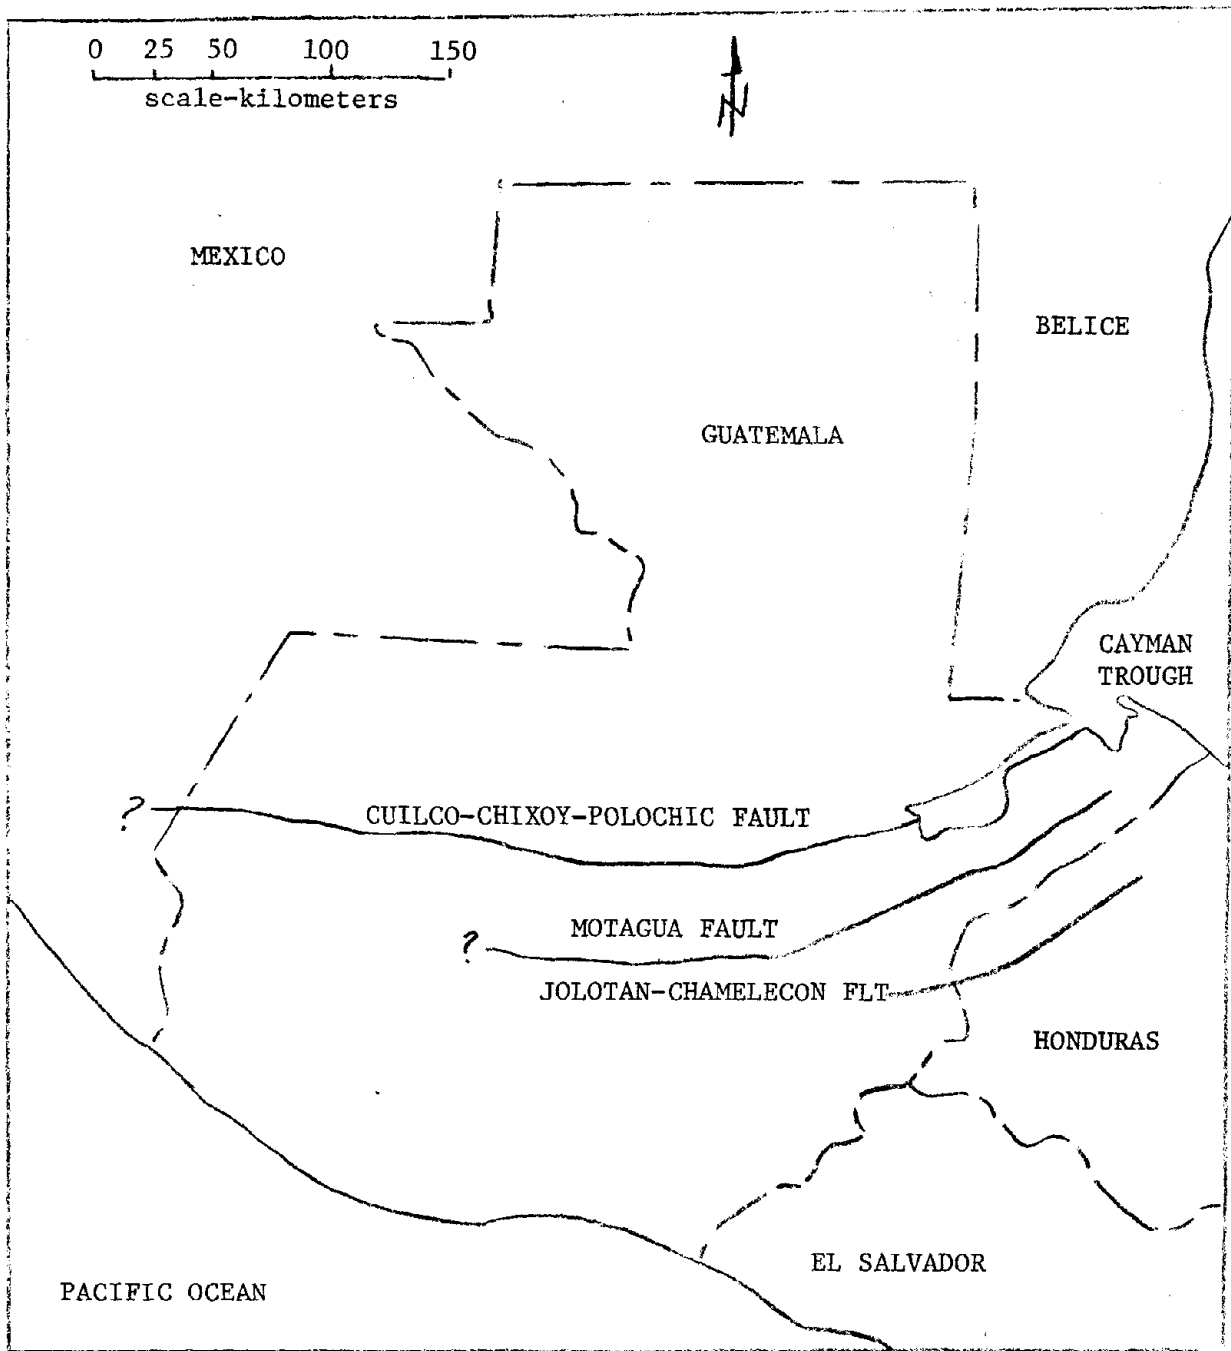 0 25 50 100 150
scale-kilometers
N
MEXICO
BELICE
GUATEMALA
CAYMAN
TROUGH
?
CUILCO-CHIXOY-POLOCHIC FAULT
MOTAGUA FAULT
?
JOLOTAN-CHAMELECON FLT
HONDURAS
EL SALVADOR
PACIFIC OCEAN